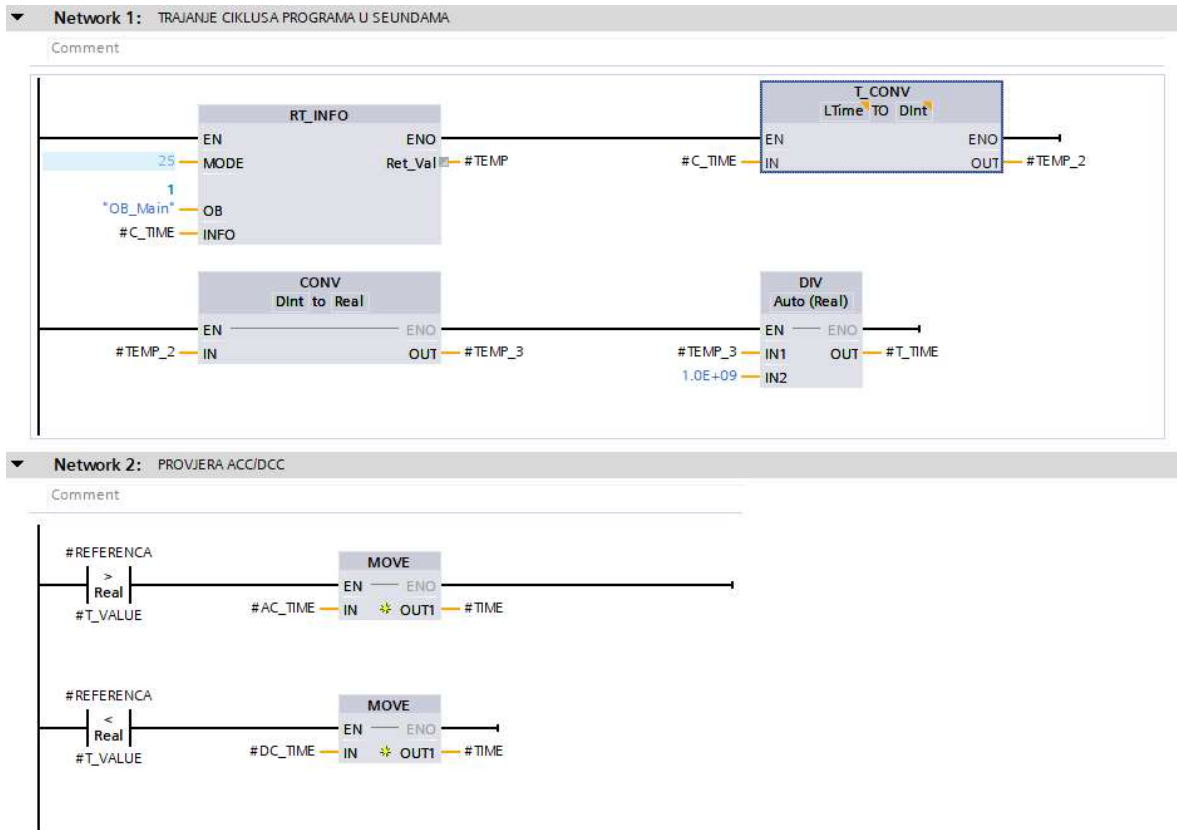 Network 1: TRAJANJE CIKLUSA PROGRAMA U SEUNDAMA
Comment
RT_INFO
EN ENO
25 MODE Ret_Val #TEMP
1
"OB_Main" OB
#C_TIME INFO
T_CONV
LTime TO DInt
EN ENO
#C_TIME IN OUT #TEMP_2
CONV
DInt to Real
EN ENO
#TEMP_2 IN OUT #TEMP_3
DIV
Auto (Real)
EN ENO
#TEMP_3 IN1 OUT #T_TIME
1.0E+09 IN2
Network 2: PROVJERA ACC/DCC
Comment
#REFERENCA
>
Real
#T_VALUE
MOVE
EN ENO
#AC_TIME IN OUT1 #TIME
#REFERENCA
<
Real
#T_VALUE
MOVE
EN ENO
#DC_TIME IN OUT1 #TIME